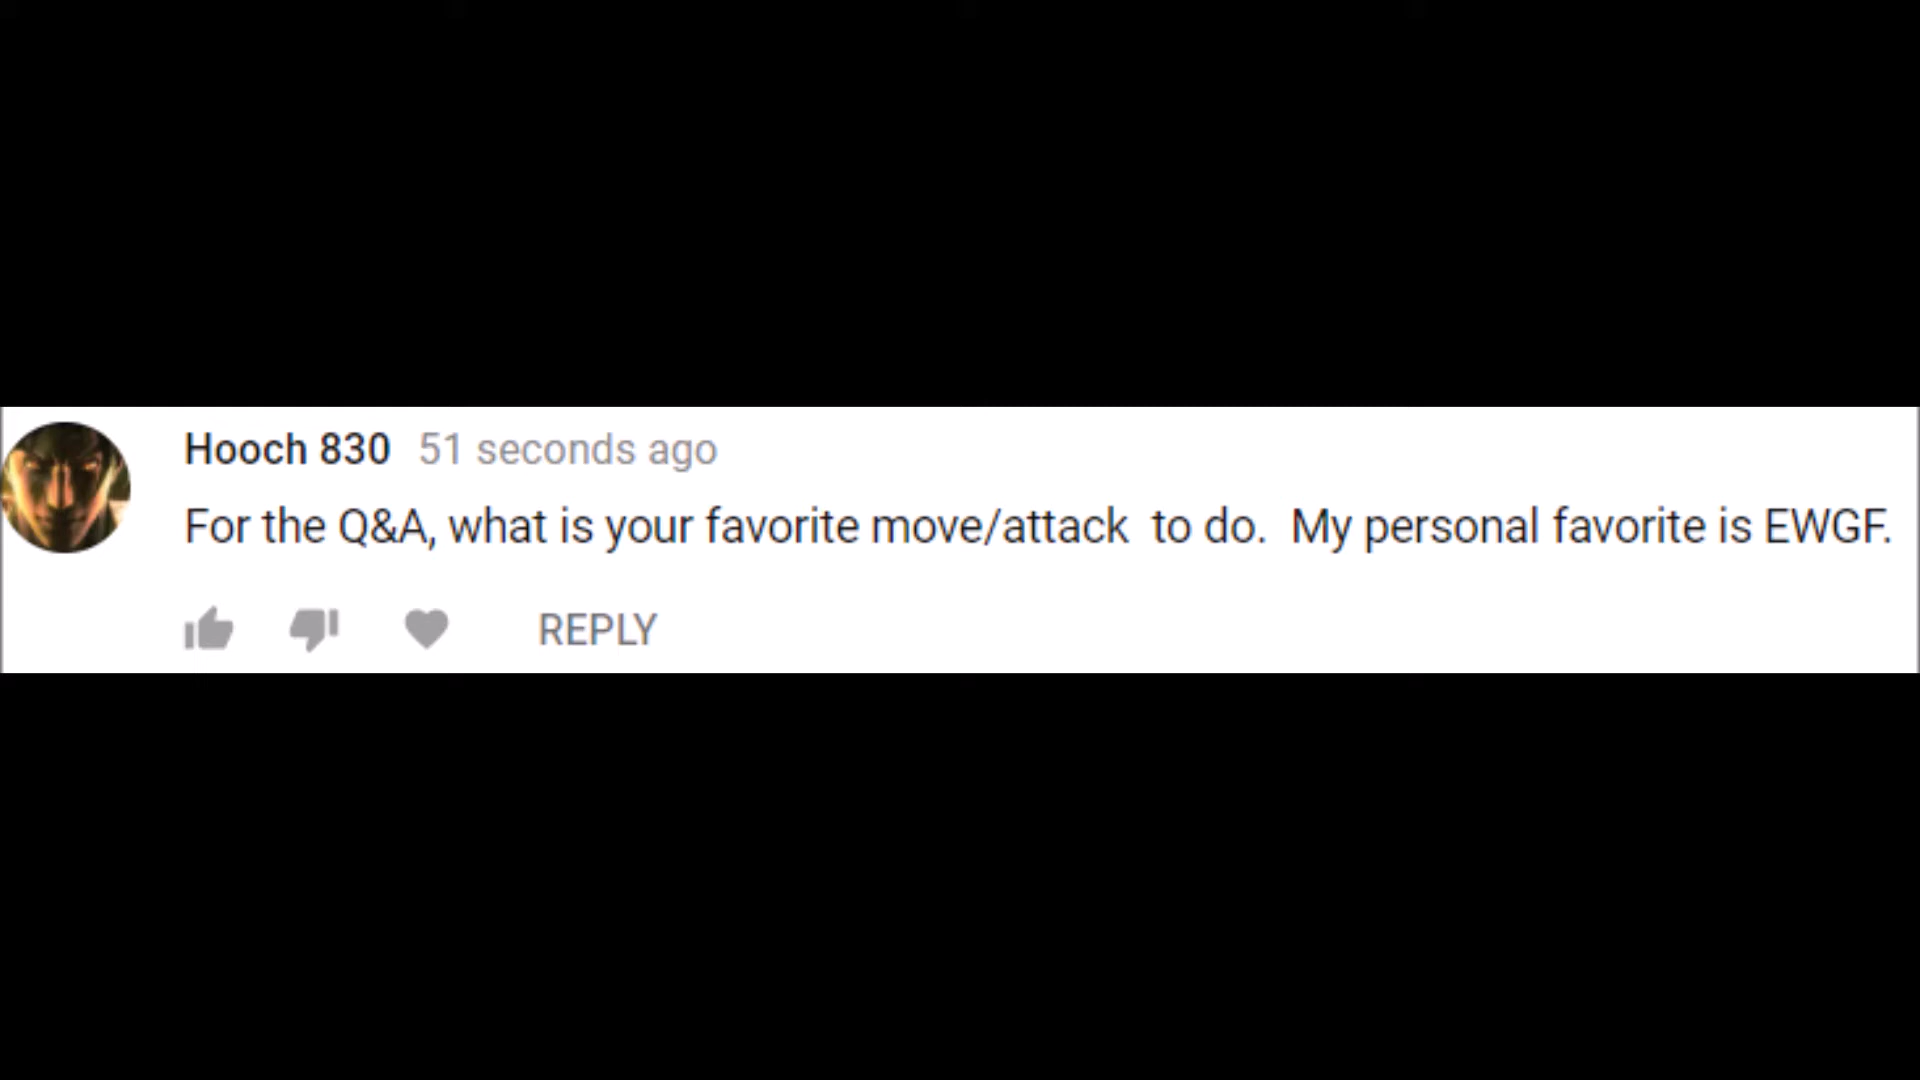 Hooch 830 51 seconds ago
For the Q&A, what is your favorite move/attack  to do.  My personal favorite is EWGF.
REPLY